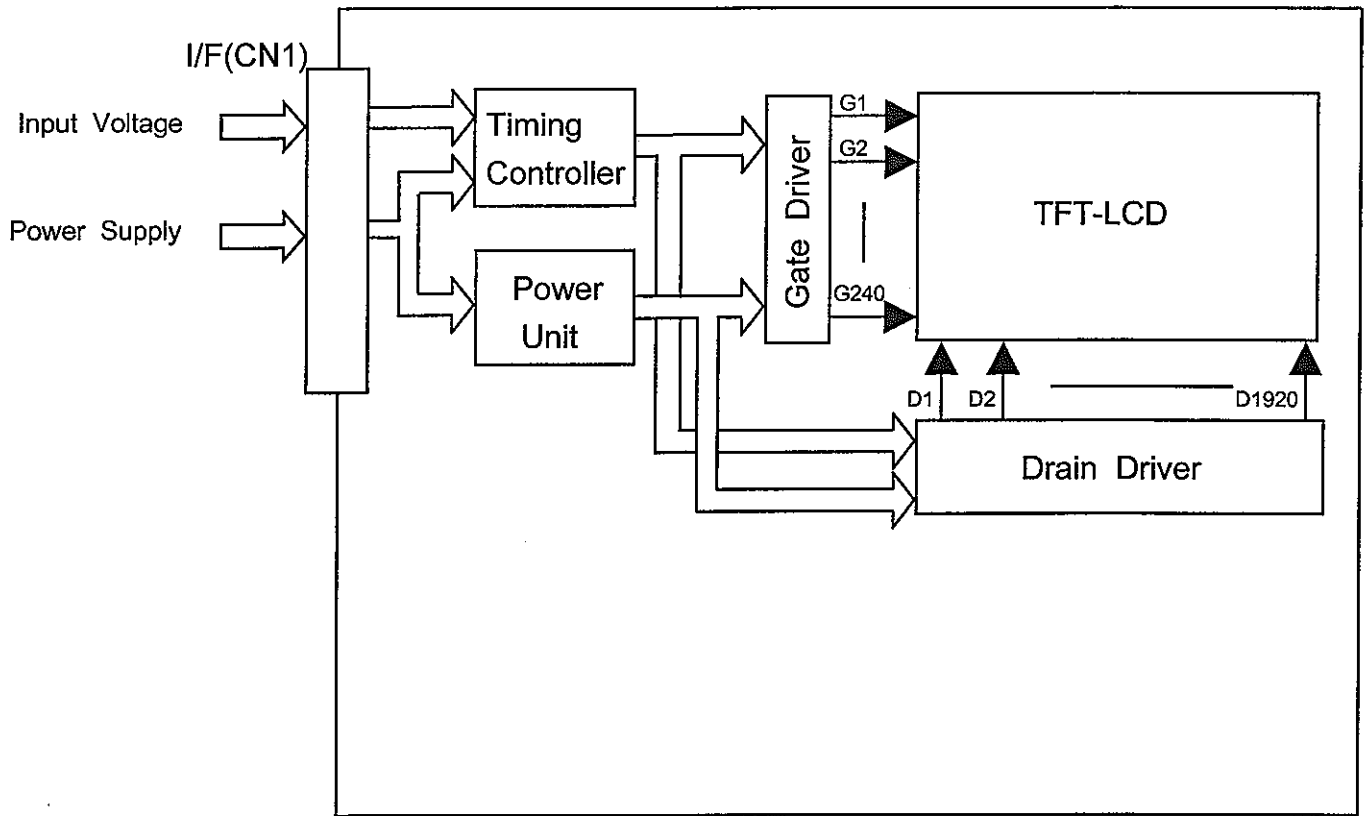 I/F(CN1)
Input Voltage
Power Supply
Timing
Controller
Power
Unit
Gate Driver
G1
G2
G240
TFT-LCD
D1
D2
D1920
Drain Driver